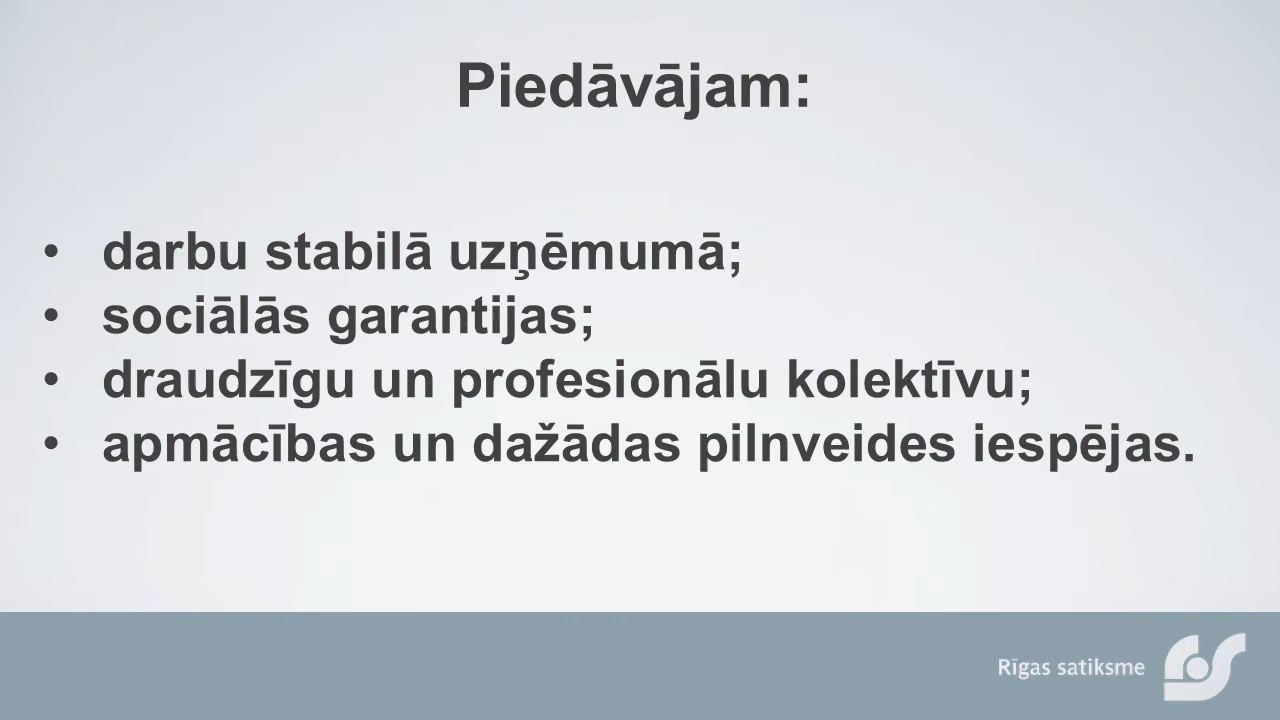 Piedāvājam:
• darbu stabilā uzņēmumā;
• sociālās garantijas;
• draudzīgu un profesionālu kolektīvu;
• apmācības un dažādas pilnveides iespējas.
Rīgas satiksme